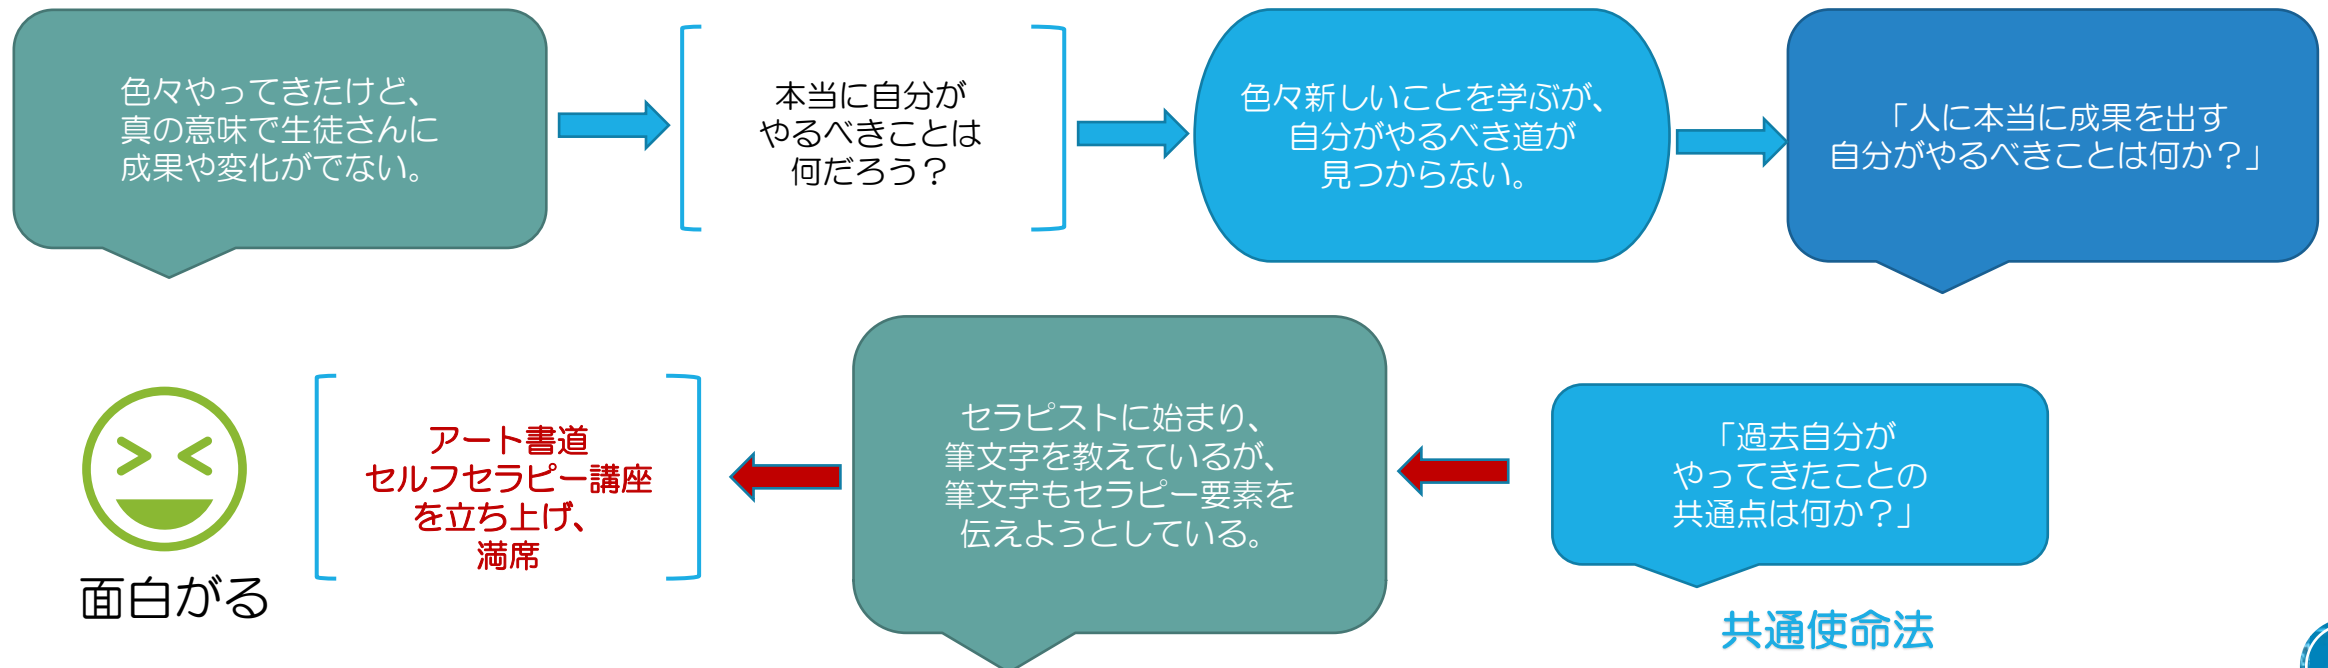 色々やってきたけど、
真の意味で生徒さんに
成果や変化がでない。
本当に自分が
やるべきことは
何だろう？
色々新しいことを学ぶが、
自分がやるべき道が
見つからない。
「人に本当に成果を出す
自分がやるべきことは何か？」
「過去自分が
やってきたことの
共通点は何か？」
共通使命法
セラピストに始まり、
筆文字を教えているが、
筆文字もセラピー要素を
伝えようとしている。
アート書道
セルフセラピー講座
を立ち上げ、
満席
面白がる